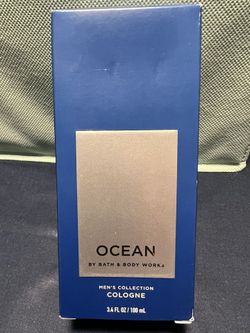 OCEAN
BY BATH & BODY WORKS
MEN'S COLLECTION
COLOGNE
3.4 FL OZ / 100 mL